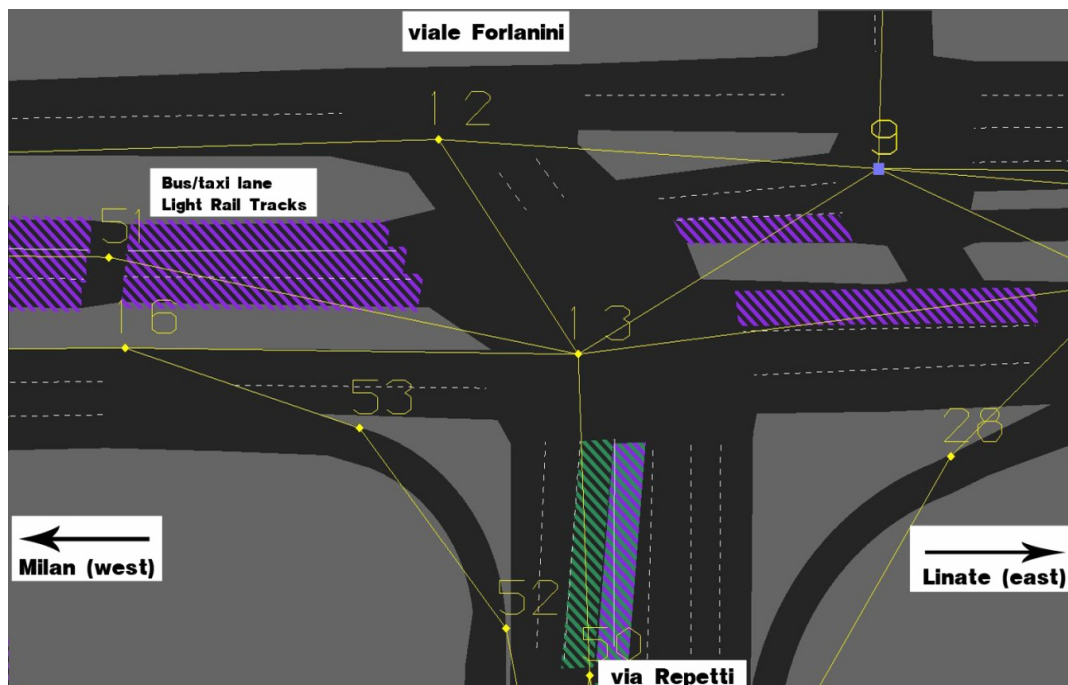 viale Forlanini
12
9
Bus/taxi lane
Light Rail Tracks
51
16
13
53
28
Milan (west)
Linate (east)
52
50
via Repetti